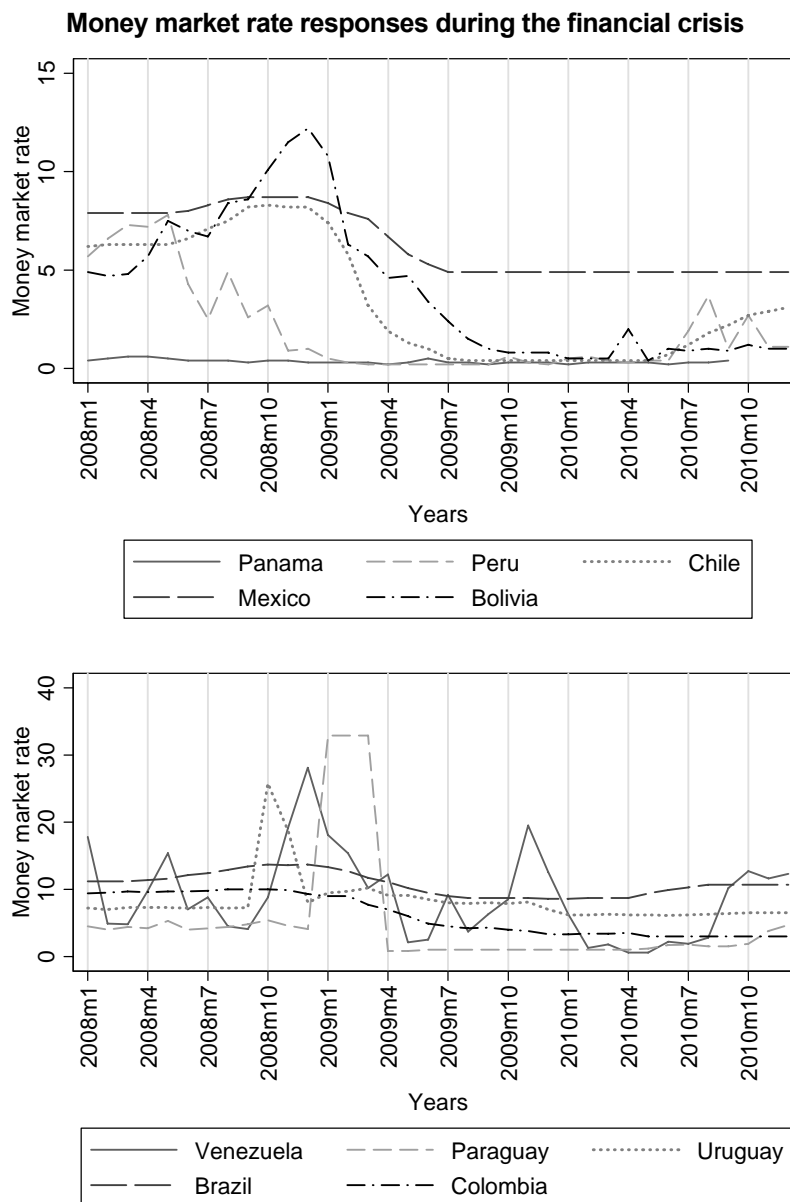 Money market rate responses during the financial crisis
15
10
5
0
Money market rate
2008m1
2008m4
2008m7
2008m10
2009m1
2009m4
2009m7
2009m10
2010m1
2010m4
2010m7
2010m10
Years
Panama Peru Chile
Mexico Bolivia
40
30
20
10
0
Money market rate
2008m1
2008m4
2008m7
2008m10
2009m1
2009m4
2009m7
2009m10
2010m1
2010m4
2010m7
2010m10
Years
Venezuela Paraguay Uruguay
Brazil Colombia